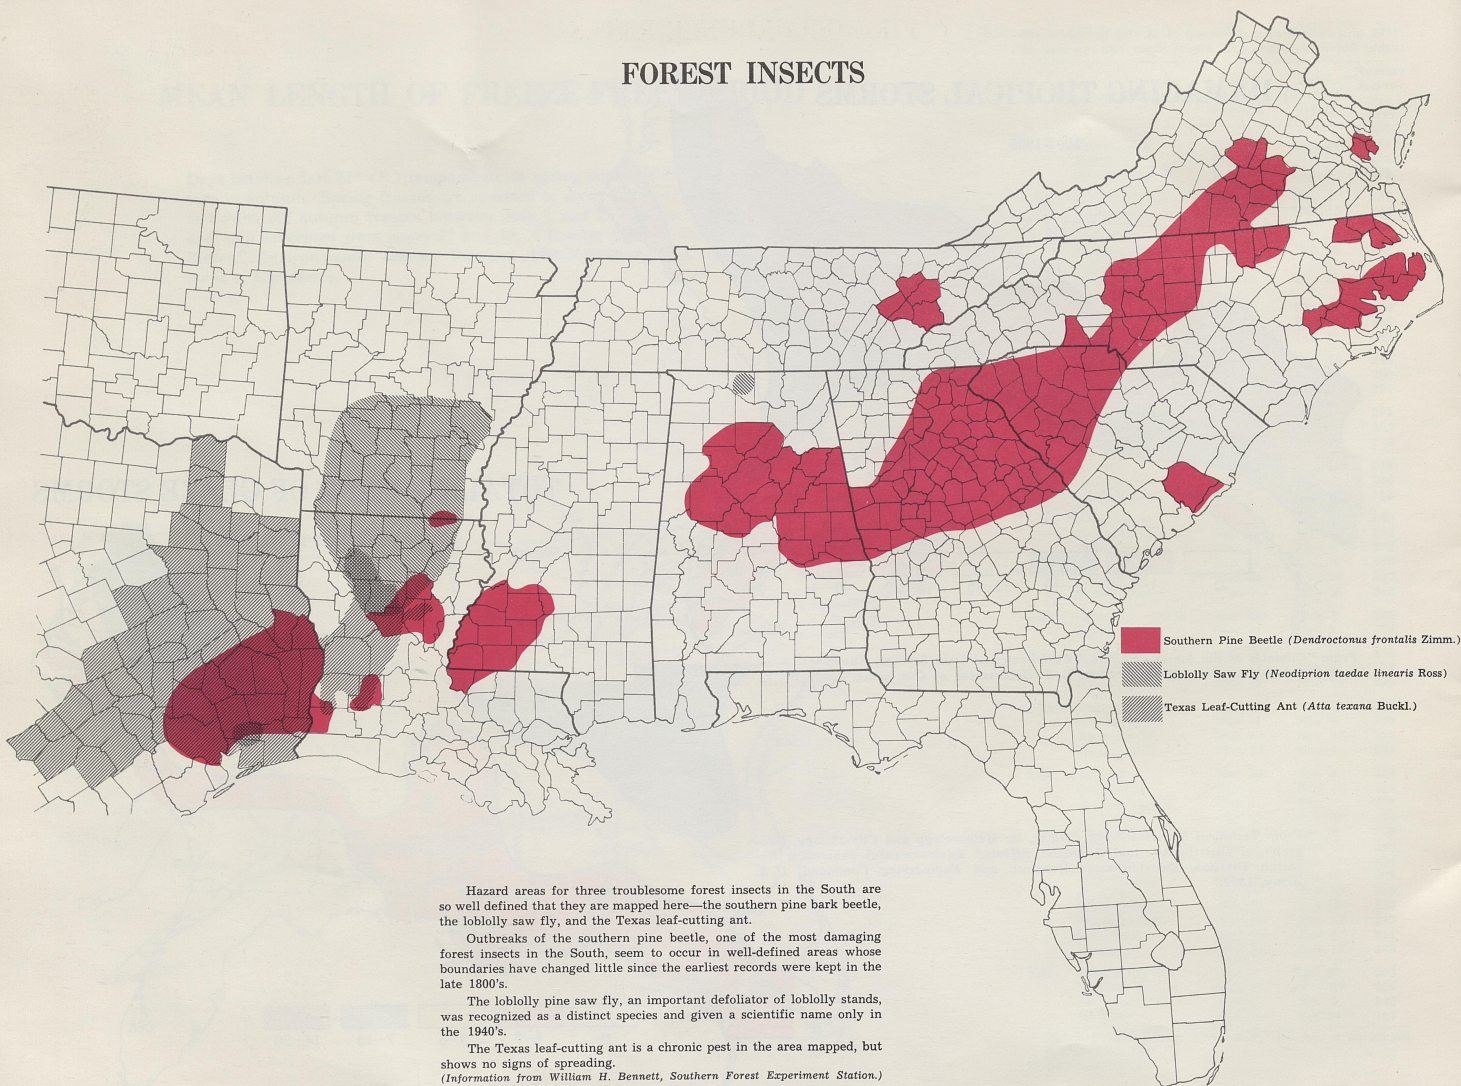 FOREST INSECTS
Southern Pine Beetle (Dendroctonus frontalis Zimm.)
Loblolly Saw Fly (Neodiprion taedae linearis Ross)
Texas Leaf-Cutting Ant (Atta texana Buckl.)
Hazard areas for three troublesome forest insects in the South are
so well defined that they are mapped here—the southern pine bark beetle,
the loblolly saw fly, and the Texas leaf-cutting ant.
Outbreaks of the southern pine beetle, one of the most damaging
forest insects in the South, seem to occur in well-defined areas whose
boundaries have changed little since the earliest records were kept in the
late 1800's.
The loblolly pine saw fly, an important defoliator of loblolly stands,
was recognized as a distinct species and given a scientific name only in
the 1940's.
The Texas leaf-cutting ant is a chronic pest in the area mapped, but
shows no signs of spreading.
(Information from William H. Bennett, Southern Forest Experiment Station.)